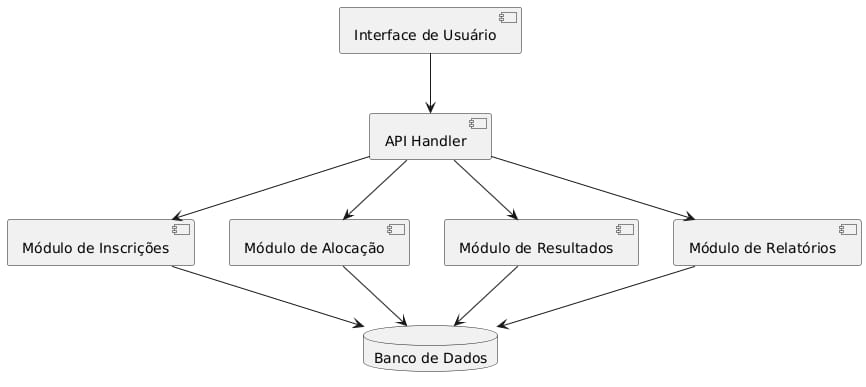 Interface de Usuário
API Handler
Módulo de Inscrições
Módulo de Alocação
Módulo de Resultados
Módulo de Relatórios
Banco de Dados